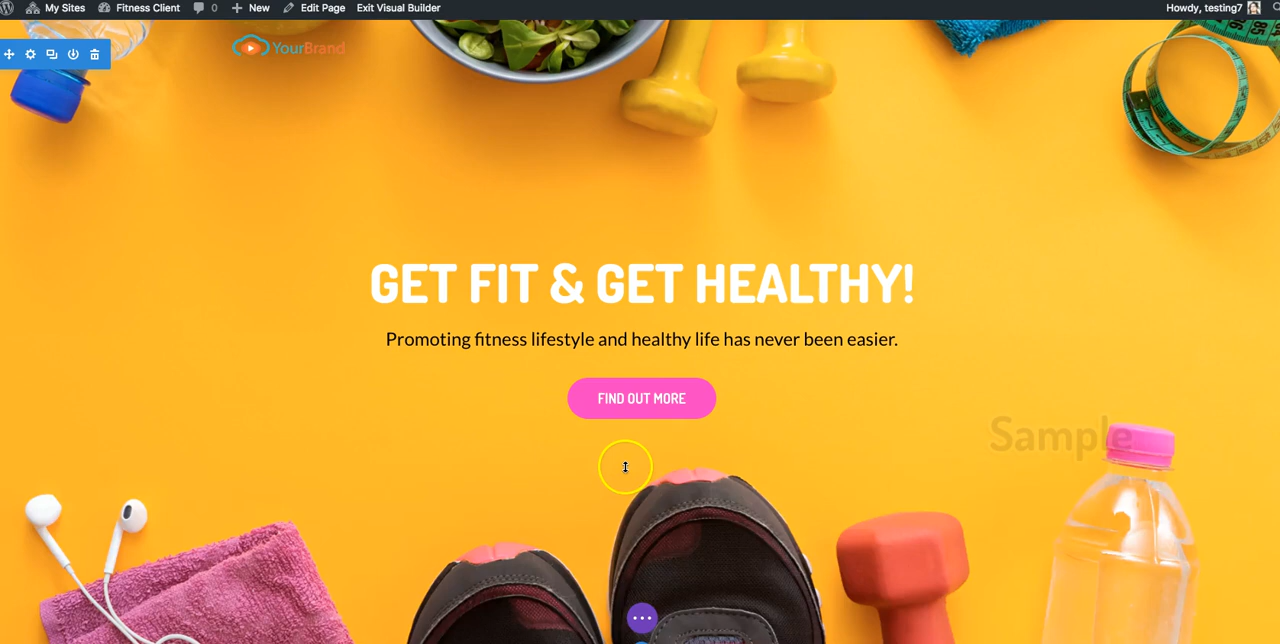 My Sites Fitness Client 0 New Edit Page Exit Visual Builder Howdy, testing7
YourBrand
GET FIT & GET HEALTHY!
Promoting fitness lifestyle and healthy life has never been easier.
FIND OUT MORE
Sample